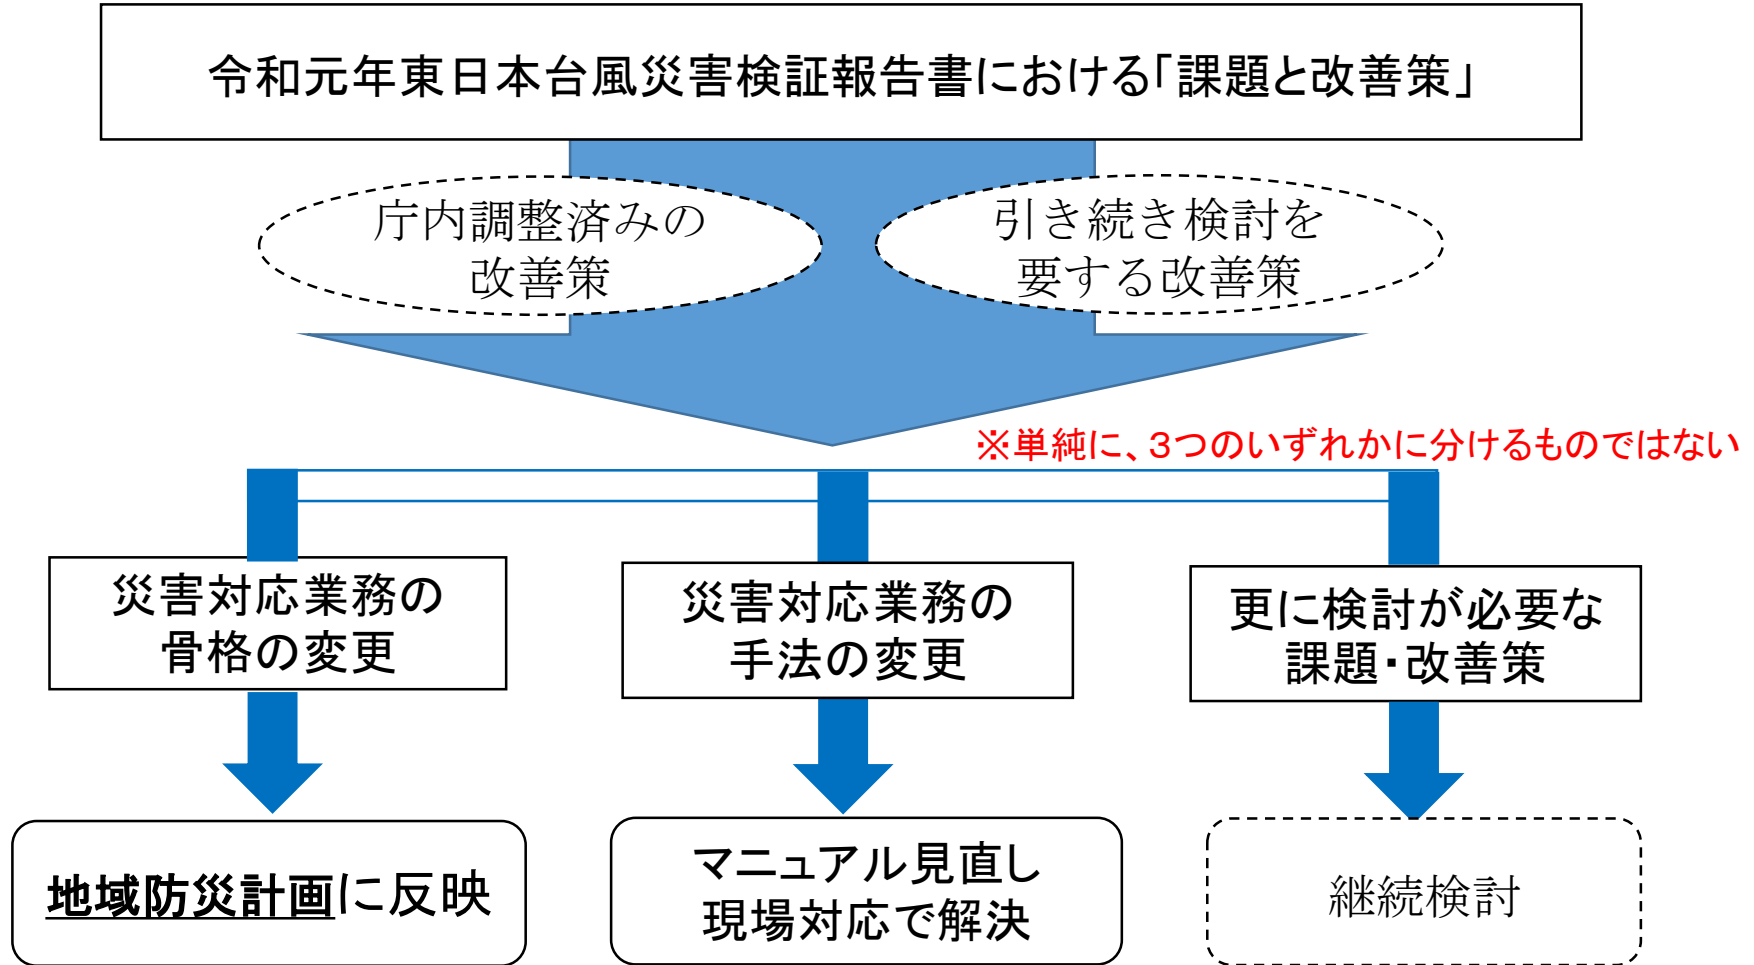 令和元年東日本台風災害検証報告書における｢課題と改善策｣
庁内調整済みの
改善策
引き続き検討を
要する改善策
※単純に、３つのいずれかに分けるものではない
災害対応業務の
骨格の変更
災害対応業務の
手法の変更
更に検討が必要な
課題・改善策
地域防災計画に反映
マニュアル見直し
現場対応で解決
継続検討